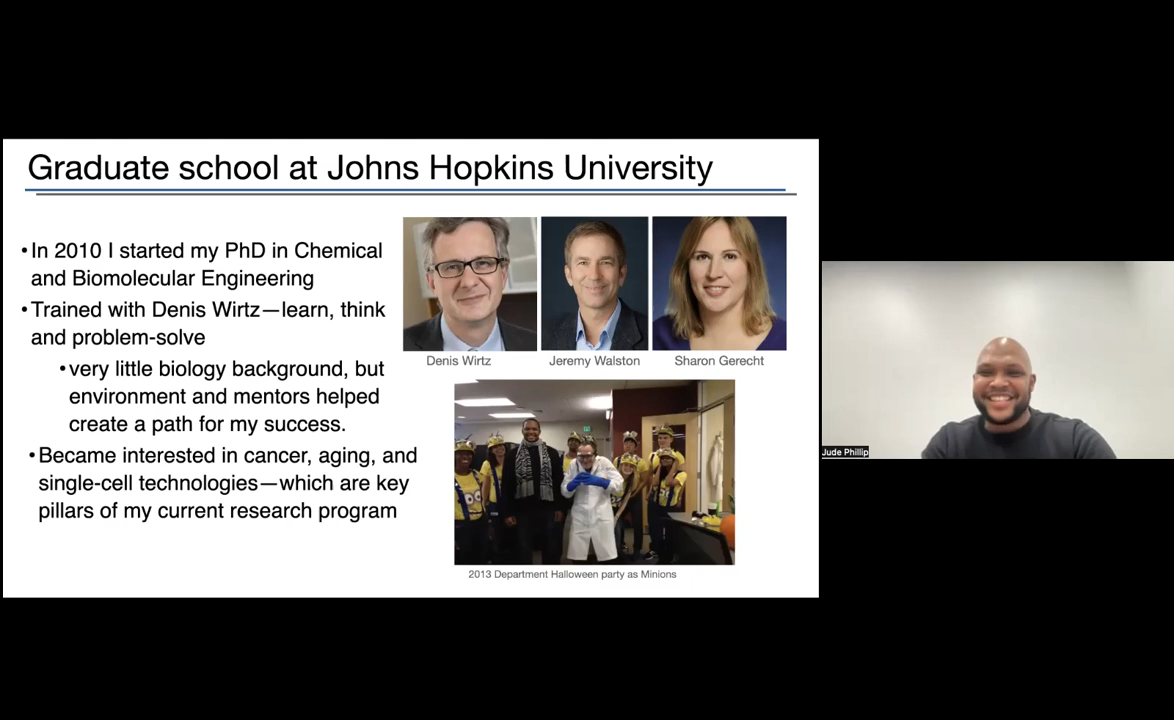 Graduate school at Johns Hopkins University
•In 2010 I started my PhD in Chemical
and Biomolecular Engineering
•Trained with Denis Wirtz—learn, think
and problem-solve
•very little biology background, but
environment and mentors helped
create a path for my success.
•Became interested in cancer, aging, and
single-cell technologies—which are key
pillars of my current research program
Denis Wirtz
Jeremy Walston
Sharon Gerecht
2013 Department Halloween party as Minions
Jude Phillip